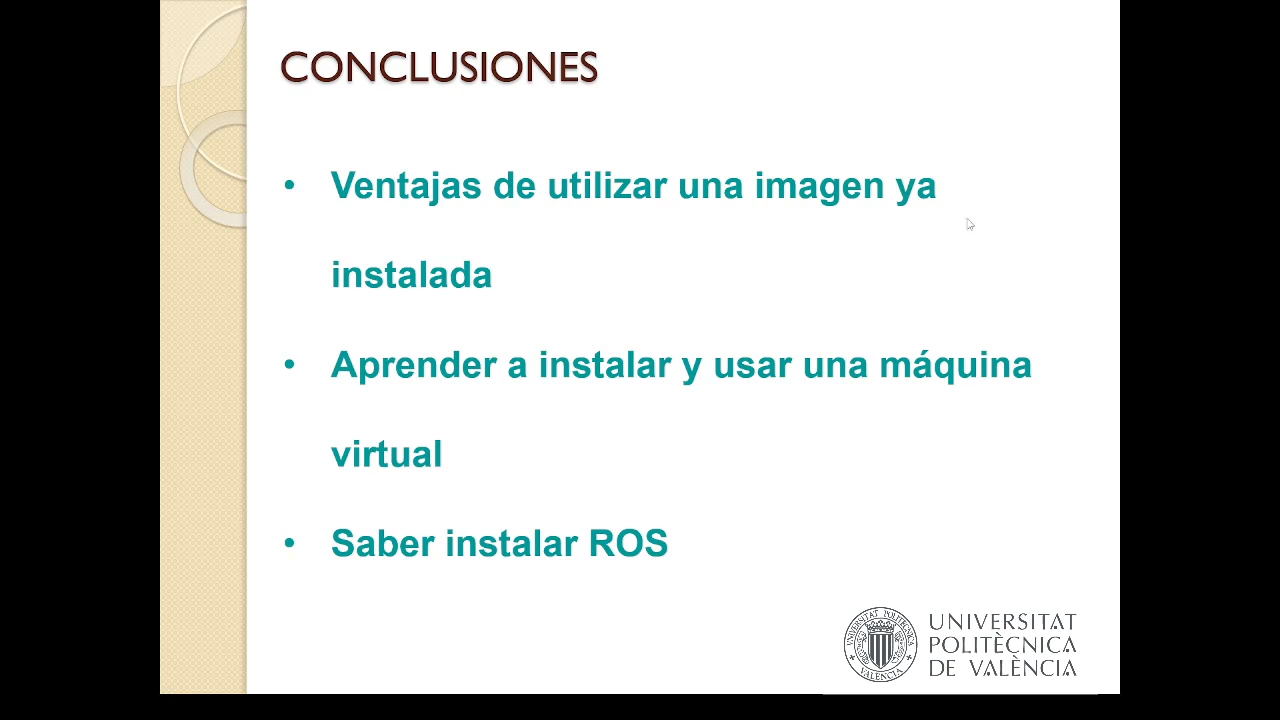 CONCLUSIONES
• Ventajas de utilizar una imagen ya
instalada
• Aprender a instalar y usar una máquina
virtual
• Saber instalar ROS
UNIVERSITAT
POLITÈCNICA
DE VALÈNCIA